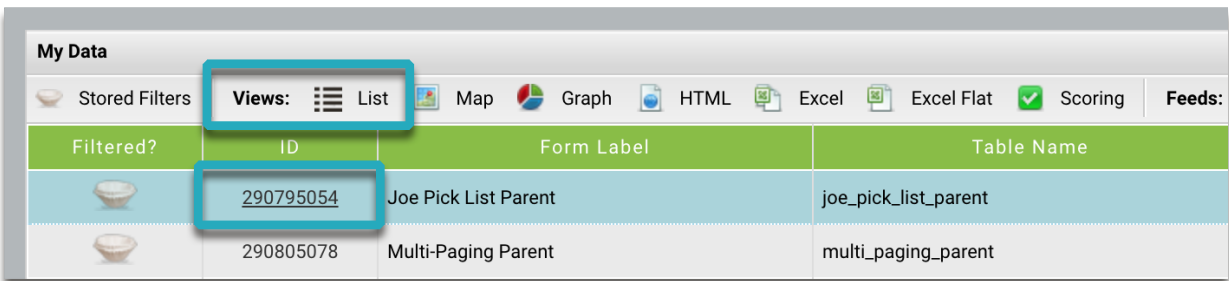 My Data
Stored Filters Views: List Map Graph HTML Excel Excel Flat Scoring Feeds:
Filtered? ID Form Label Table Name
290795054 Joe Pick List Parent joe_pick_list_parent
290805078 Multi-Paging Parent multi_paging_parent